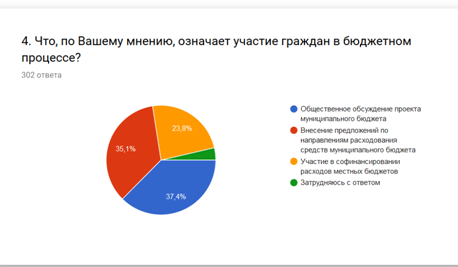 4. Что, по Вашему мнению, означает участие граждан в бюджетном
процессе?
302 ответа
23,8%
35,1%
37,4%
Общественное обсуждение проекта
муниципального бюджета
Внесение предложений по
направлениям расходования
средств муниципального бюджета
Участие в софинансировании
расходов местных бюджетов
Затрудняюсь с ответом